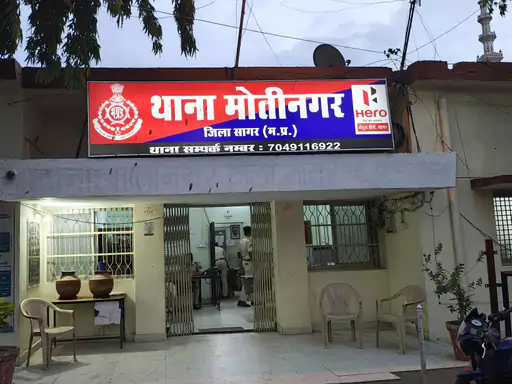 थाना मोतीनगर
जिला सागर (म.प्र.)
थाना सम्पर्क नम्बर : 7049116922
Hero